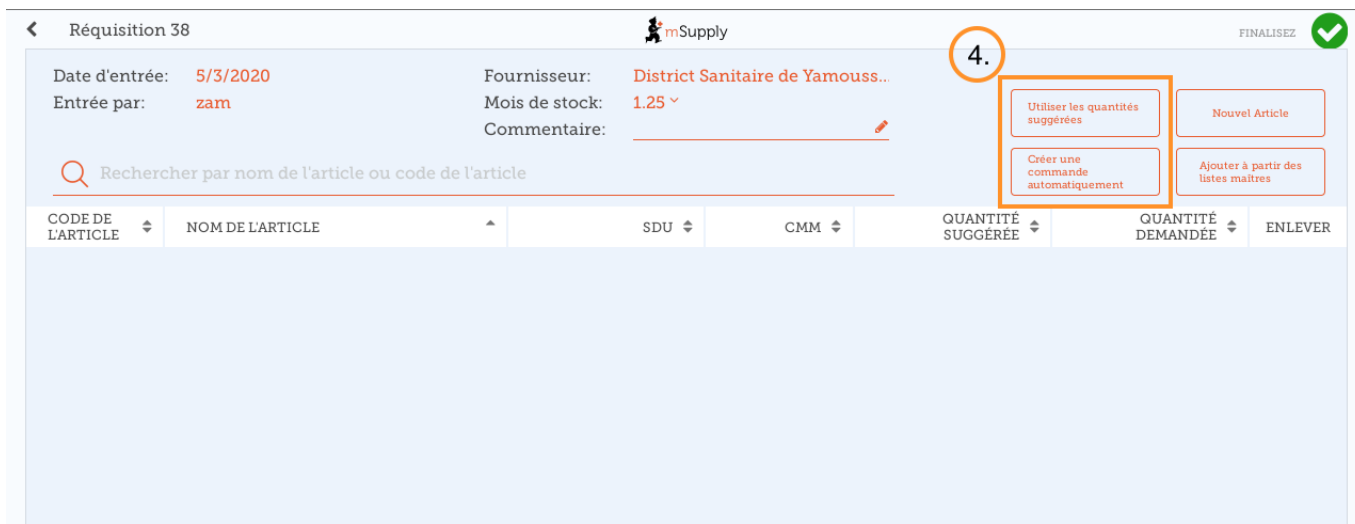 Réquisition 38
mSupply
FINALISEZ
4.
Date d'entrée: 5/3/2020
Fournisseur: District Sanitaire de Yamouss...
Entrée par: zam
Mois de stock: 1.25
Commentaire:
Utiliser les quantités
suggérées
Nouvel Article
Créer une
commande
automatiquement
Ajouter à partir des
listes maîtres
Rechercher par nom de l'article ou code de l'article
CODE DE
L'ARTICLE
NOM DE L'ARTICLE
SDU
CMM
QUANTITÉ
SUGGÉRÉE
QUANTITÉ
DEMANDÉE
ENLEVER